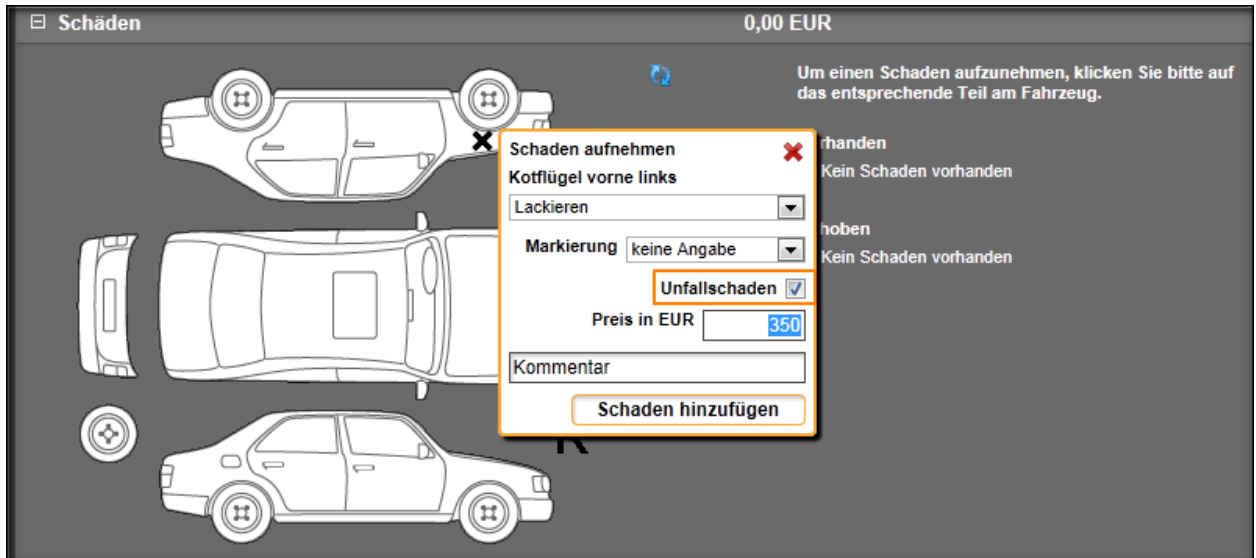 Schäden
0,00 EUR
Um einen Schaden aufzunehmen, klicken Sie bitte auf
das entsprechende Teil am Fahrzeug.
Schaden aufnehmen
Kotflügel vorne links
Lackieren
Markierung keine Angabe
Unfallschaden
Preis in EUR 350
Kommentar
Schaden hinzufügen
rhanden
Kein Schaden vorhanden
hoben
Kein Schaden vorhanden